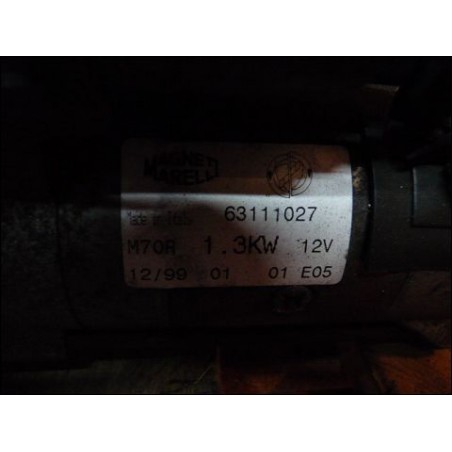 MAGNETI
MARELLI
63111027
M70R 1.3KW 12V
12/99 01 01 E05